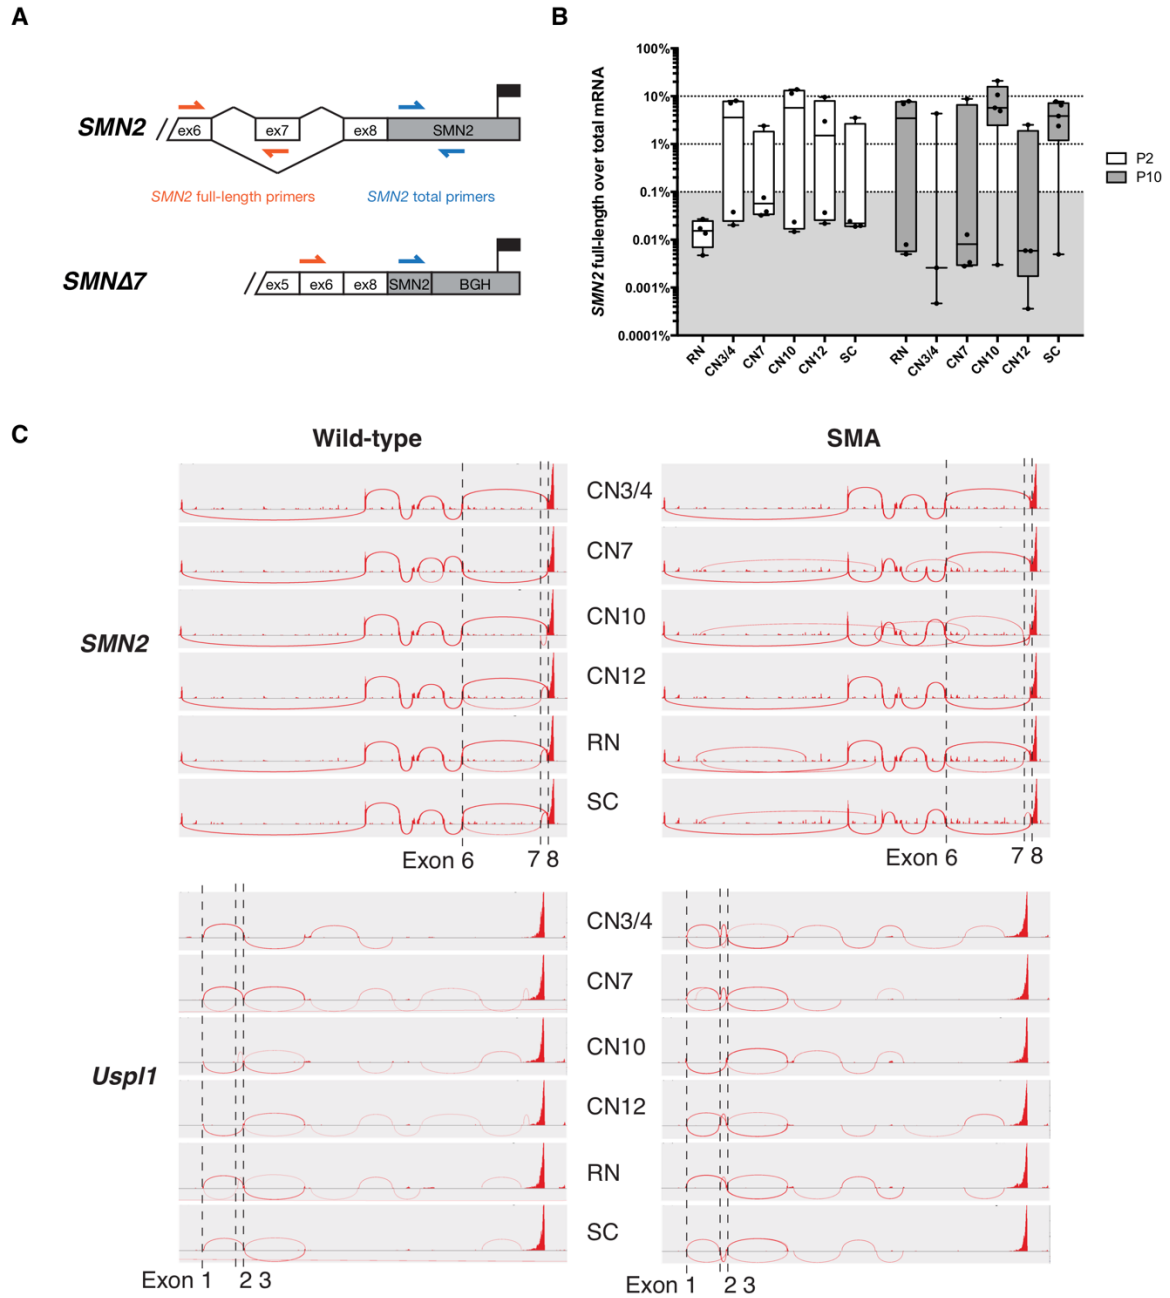 A
SMN2
ex6
ex7
ex8
SMN2
SMN2 full-length primers
SMN2 total primers
SMNΔ7
ex5
ex6
ex8
SMN2
BGH
B
SMN2 full-length over total mRNA
100%
10%
1%
0.1%
0.01%
0.001%
0.0001%
RN
CN3/4
CN7
CN10
CN12
SC
RN
CN3/4
CN7
CN10
CN12
SC
P2
P10
C
Wild-type
SMA
SMN2
CN3/4
CN7
CN10
CN12
RN
SC
Exon 6
7 8
Exon 6
7 8
Uspl1
CN3/4
CN7
CN10
CN12
RN
SC
Exon 1
2 3
Exon 1
2 3